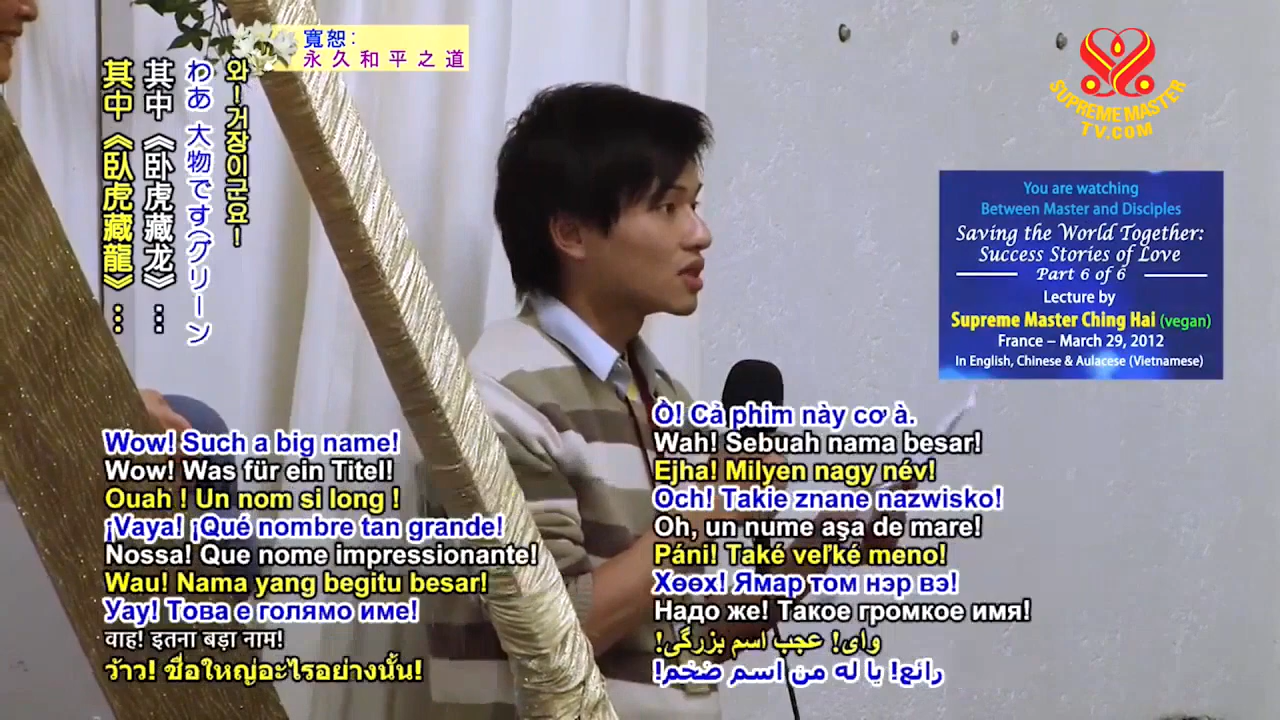 寬恕：
永久和平之道
其中《臥虎藏龍》…
其中《卧虎藏龙》…
わあ 大物です(グリーン
와! 거장이군요!
SUPREME MASTER
TV.COM
You are watching
Between Master and Disciples
Saving the World Together:
Success Stories of Love
Part 6 of 6
Lecture by
Supreme Master Ching Hai (vegan)
France – March 29, 2012
In English, Chinese & Aulacese (Vietnamese)
Wow! Such a big name!
Wow! Was für ein Titel!
Ouah ! Un nom si long !
¡Vaya! ¡Qué nombre tan grande!
Nossa! Que nome impressionante!
Wau! Nama yang begitu besar!
Уау! Това е голямо име!
वाह! इतना बड़ा नाम!
ว้าว! ชื่อใหญ่อะไรอย่างนั้น!
Ò! Cả phim này cơ à.
Wah! Sebuah nama besar!
Ejha! Milyen nagy név!
Och! Takie znane nazwisko!
Oh, un nume aşa de mare!
Páni! Také veľké meno!
Хөөх! Ямар том нэр вэ!
Надо же! Такое громкое имя!
وای! عجب اسم بزرگی!
رائع! يا له من اسم ضخم!